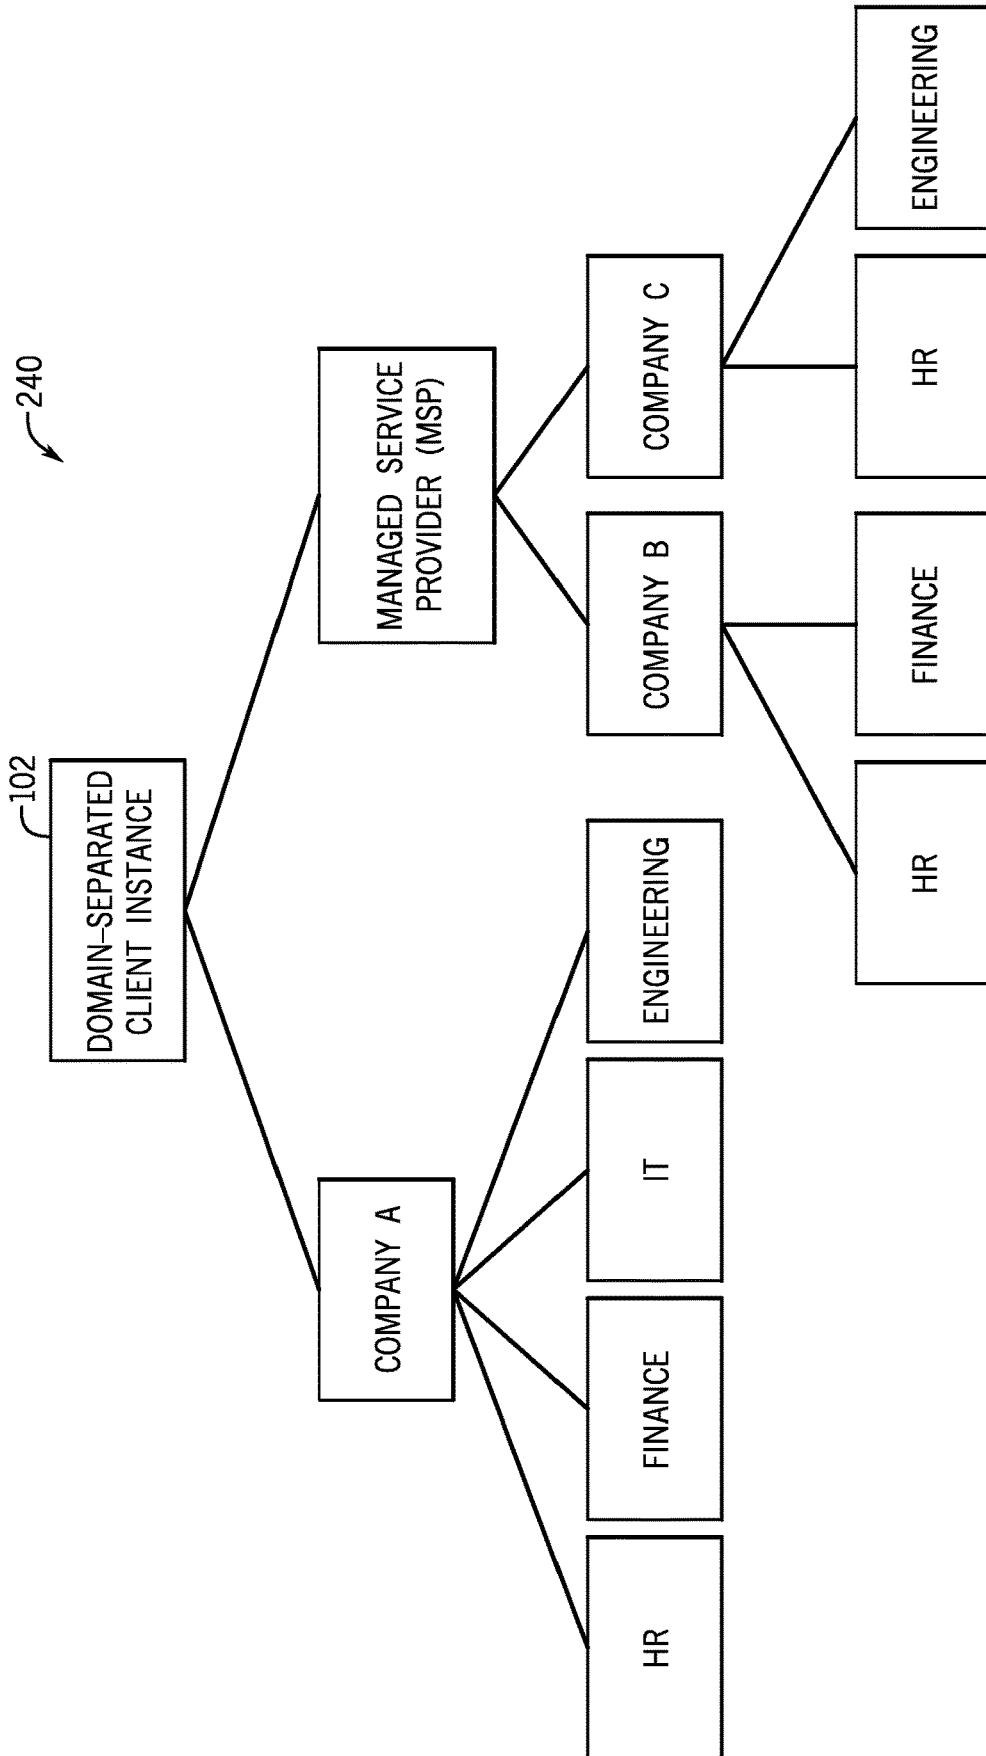 240
102
DOMAIN-SEPARATED
CLIENT INSTANCE
COMPANY A
MANAGED SERVICE
PROVIDER (MSP)
HR
FINANCE
IT
ENGINEERING
COMPANY B
COMPANY C
HR
FINANCE
HR
ENGINEERING